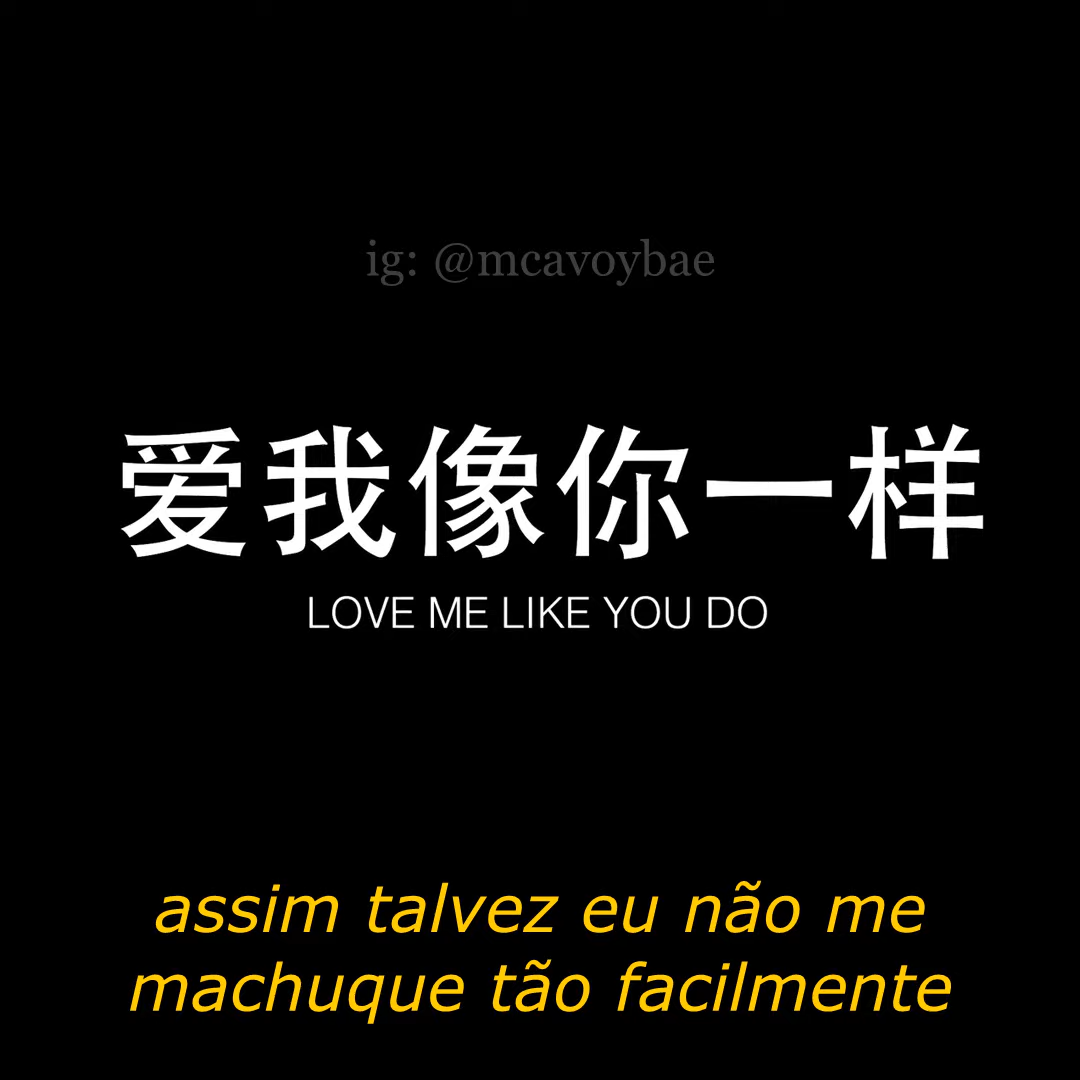 ig: @mcavoybae
爱我像你一样
LOVE ME LIKE YOU DO
assim talvez eu não me
machuque tão facilmente